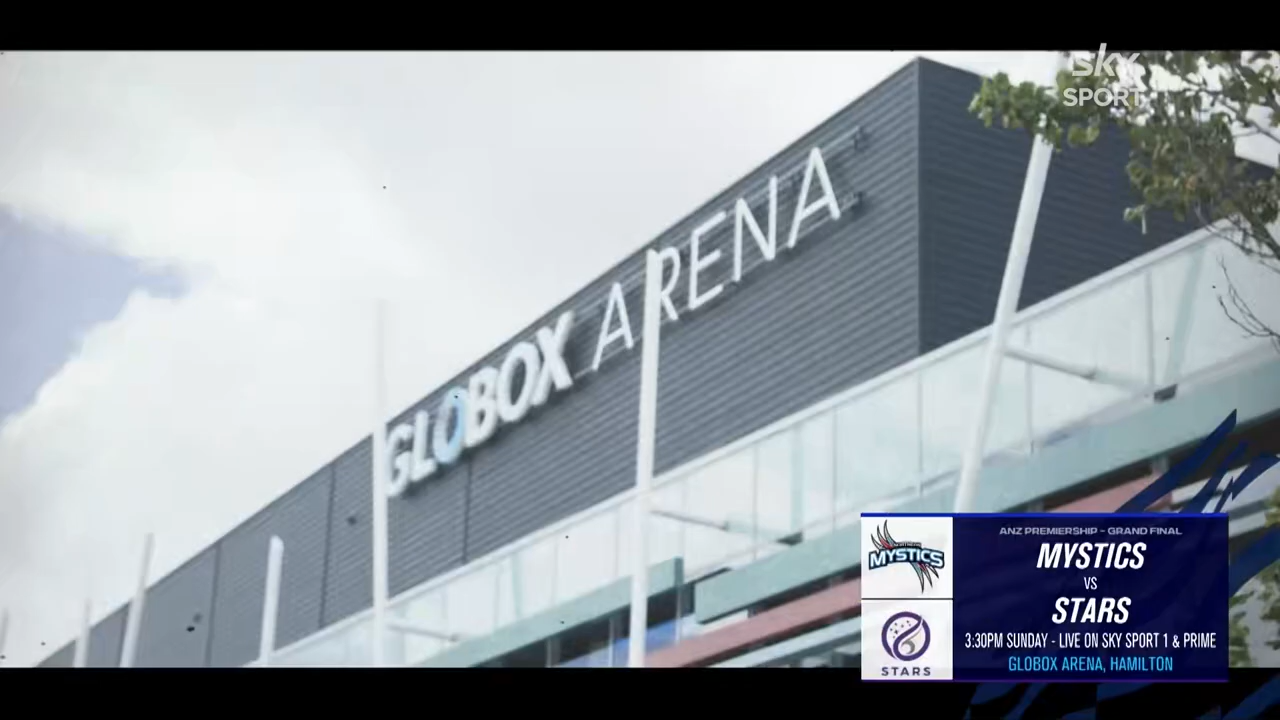 sky
SPORT
GLOBOX ARENA
ANZ PREMIERSHIP - GRAND FINAL
MYSTICS
VS
STARS
3:30PM SUNDAY - LIVE ON SKY SPORT 1 & PRIME
GLOBOX ARENA, HAMILTON
NORTHERN
MYSTICS
STARS